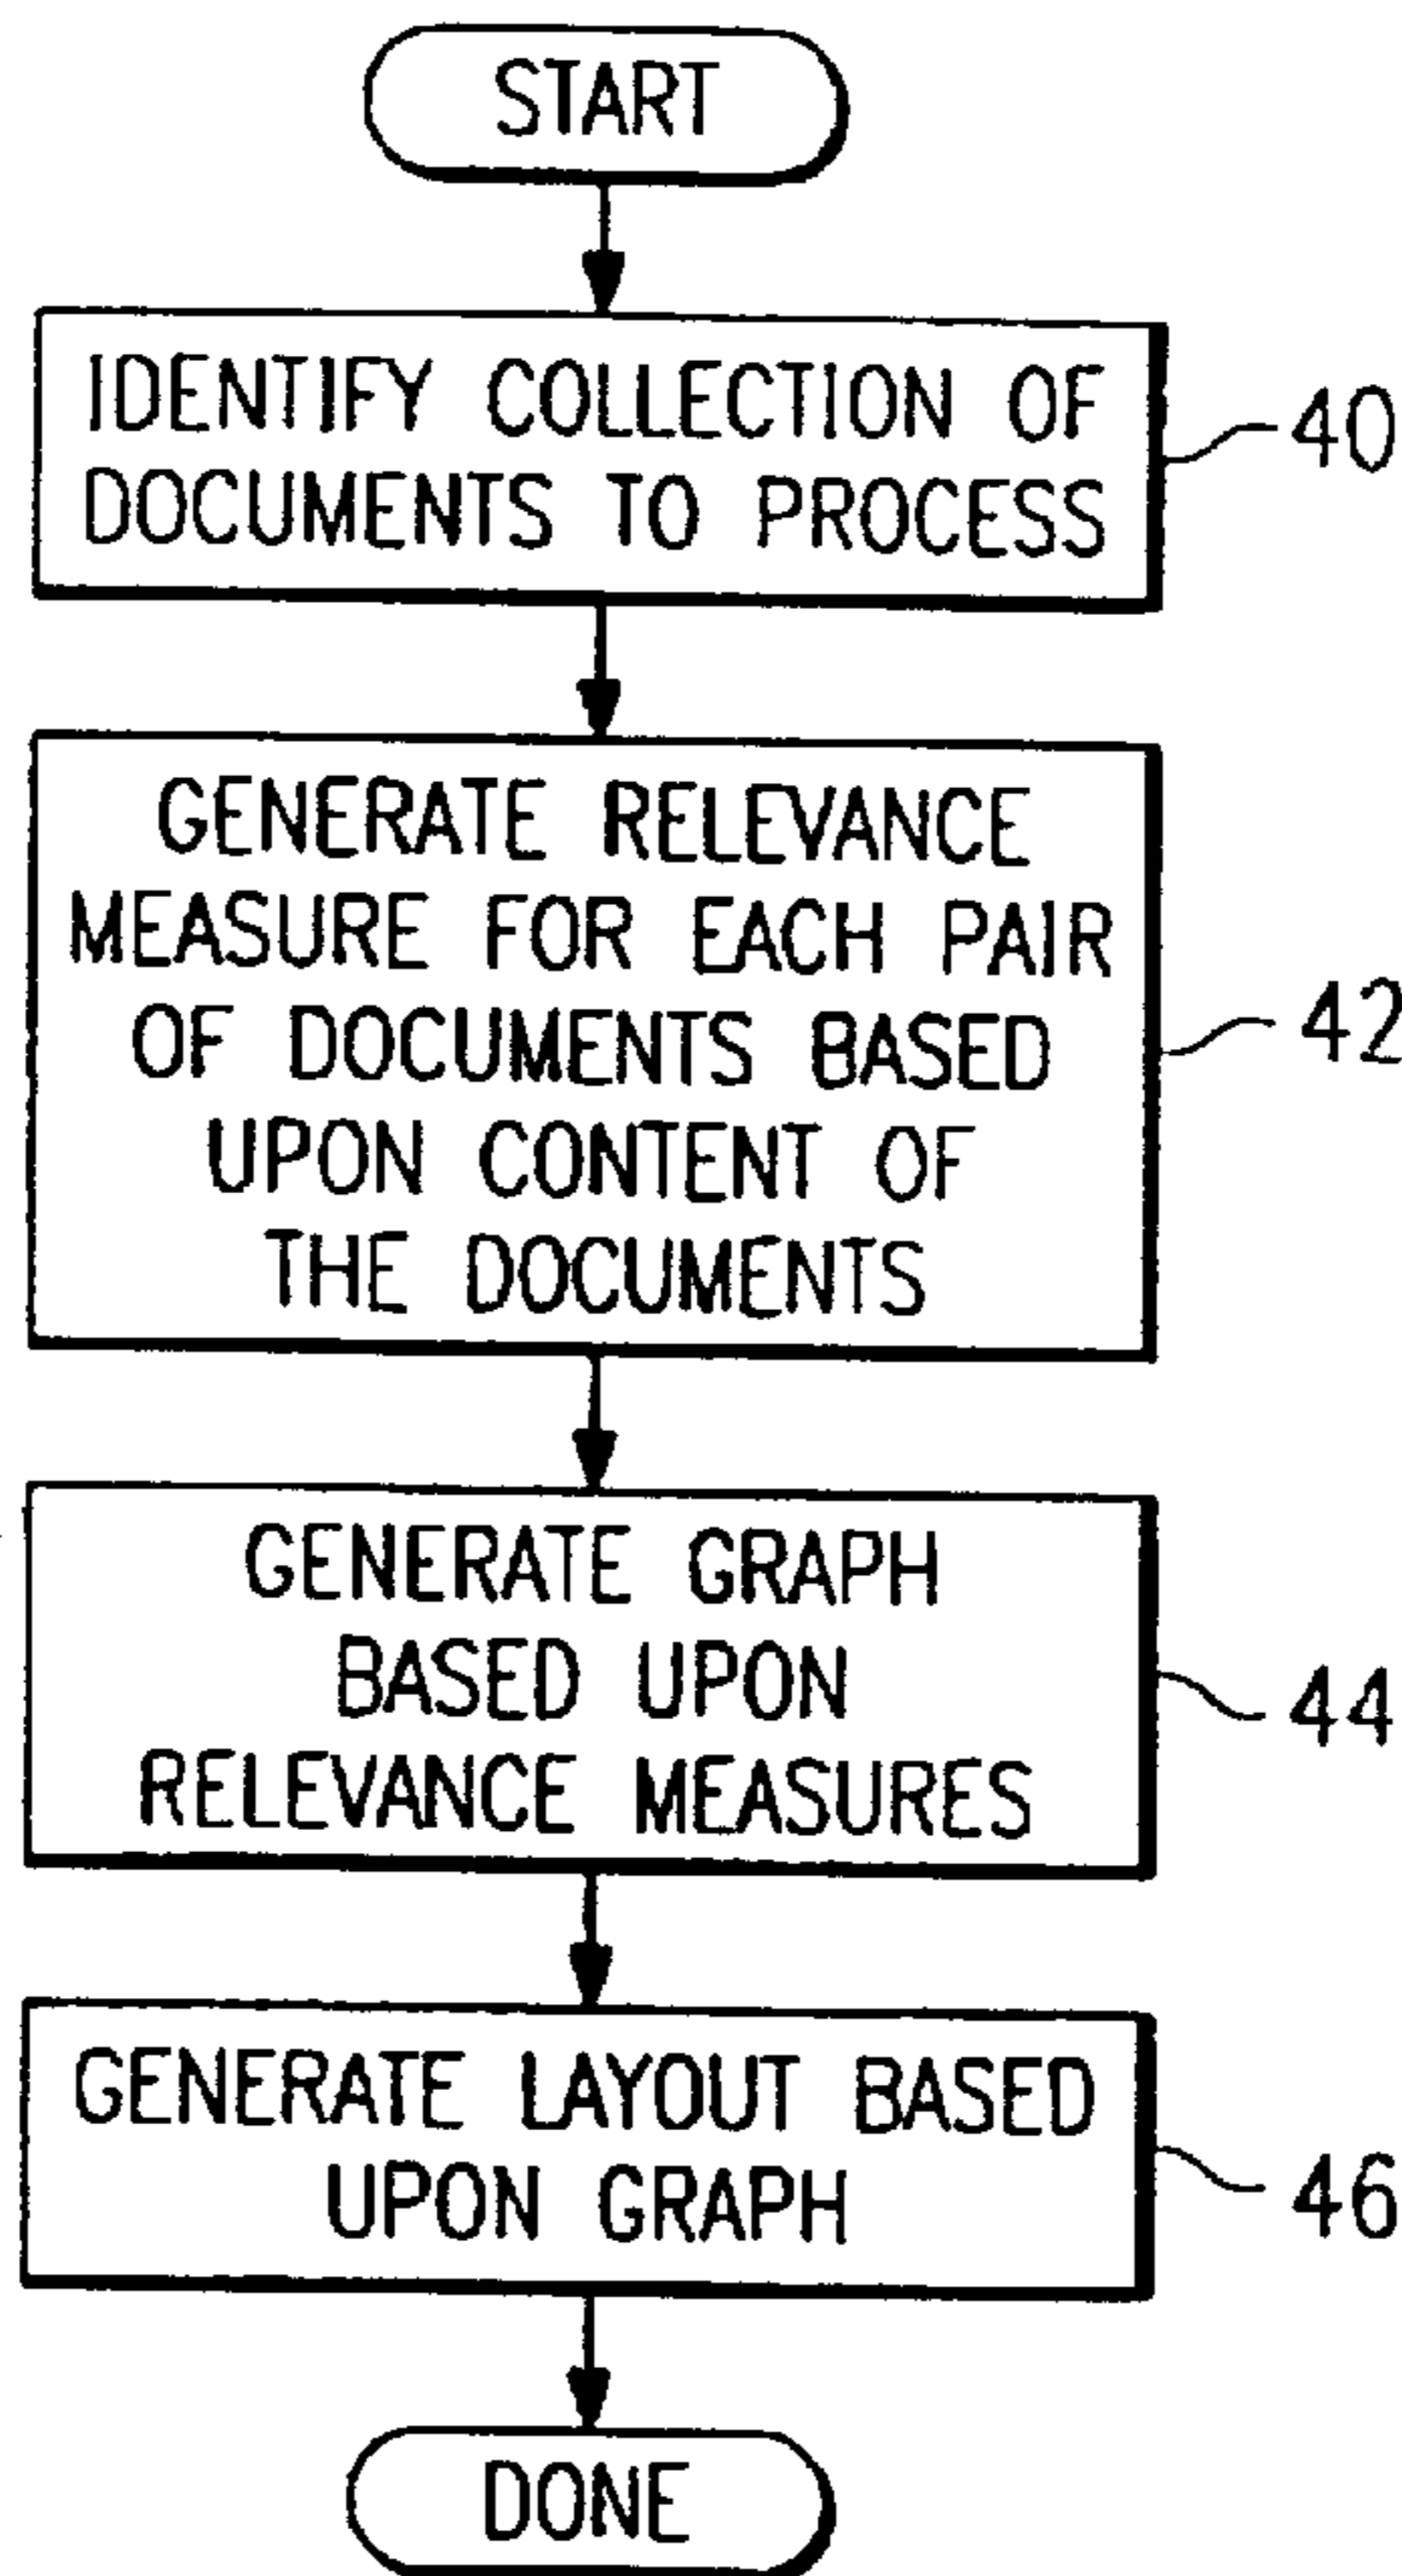 START
IDENTIFY COLLECTION OF
DOCUMENTS TO PROCESS
40
GENERATE RELEVANCE
MEASURE FOR EACH PAIR
OF DOCUMENTS BASED
UPON CONTENT OF
THE DOCUMENTS
42
GENERATE GRAPH
BASED UPON
RELEVANCE MEASURES
44
GENERATE LAYOUT BASED
UPON GRAPH
46
DONE